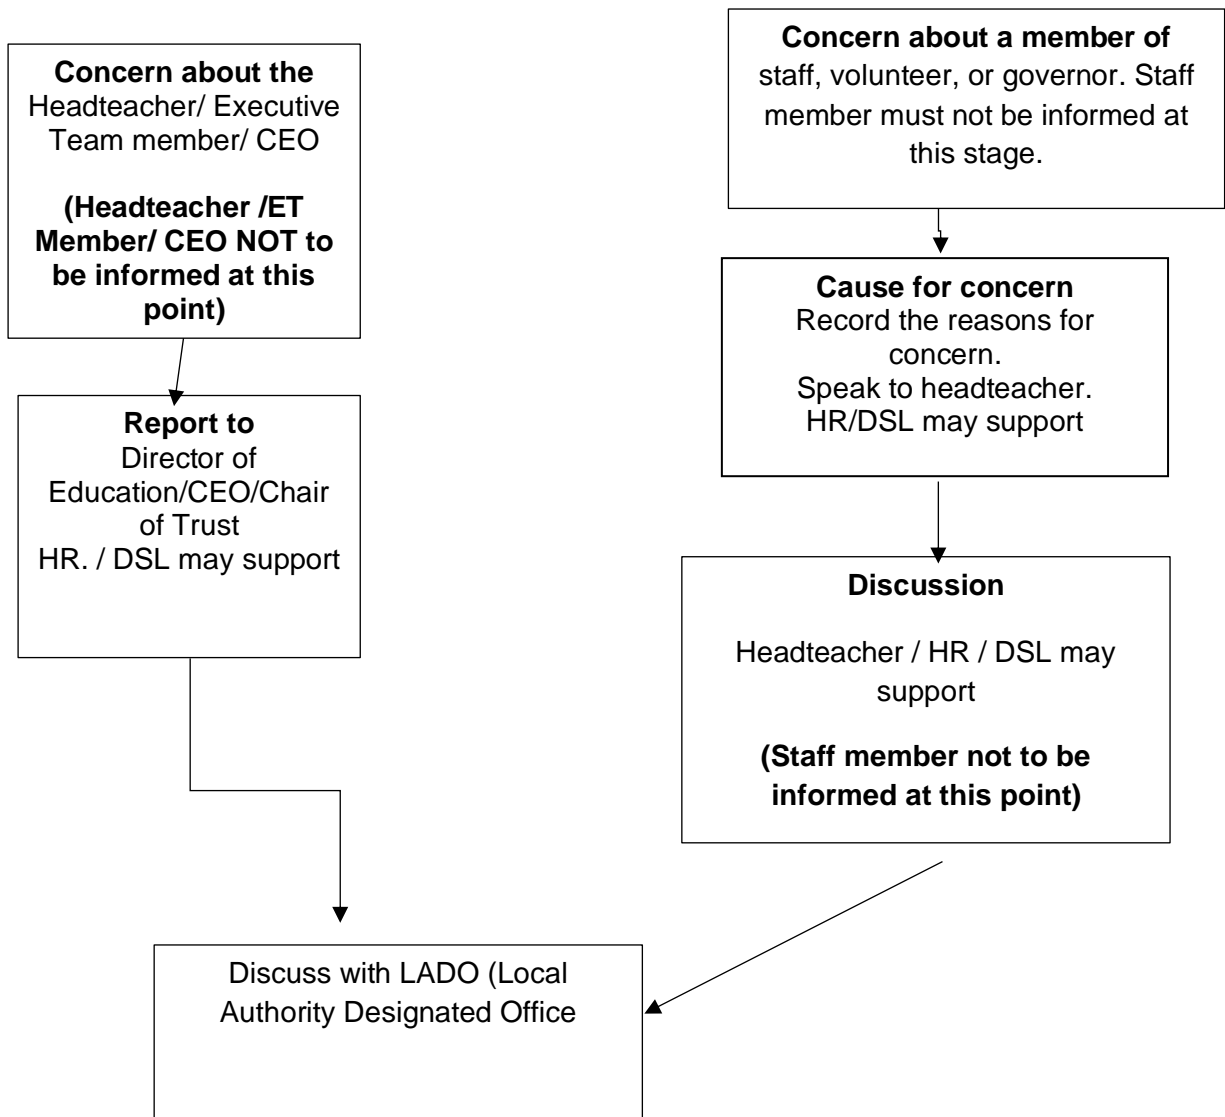 Concern about the
Headteacher/ Executive
Team member/ CEO
(Headteacher /ET
Member/ CEO NOT to
be informed at this
point)
Report to
Director of
Education/CEO/Chair
of Trust
HR. / DSL may support
Concern about a member of
staff, volunteer, or governor. Staff
member must not be informed at
this stage.
Cause for concern
Record the reasons for
concern.
Speak to headteacher.
HR/DSL may support
Discussion
Headteacher / HR / DSL may
support
(Staff member not to be
informed at this point)
Discuss with LADO (Local
Authority Designated Office